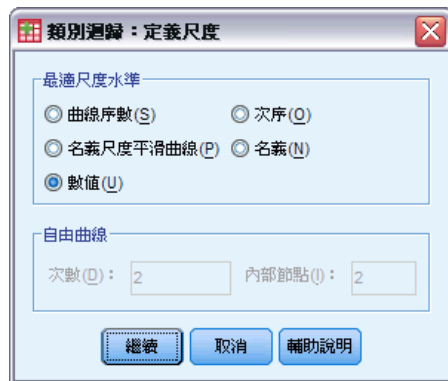 類別迴歸：定義尺度
最適尺度水準
曲線序數(S) 次序(O)
名義尺度平滑曲線(P) 名義(N)
數值(U)
自由曲線
次數(D)： 2 內部節點(I)： 2
繼續 取消 輔助說明